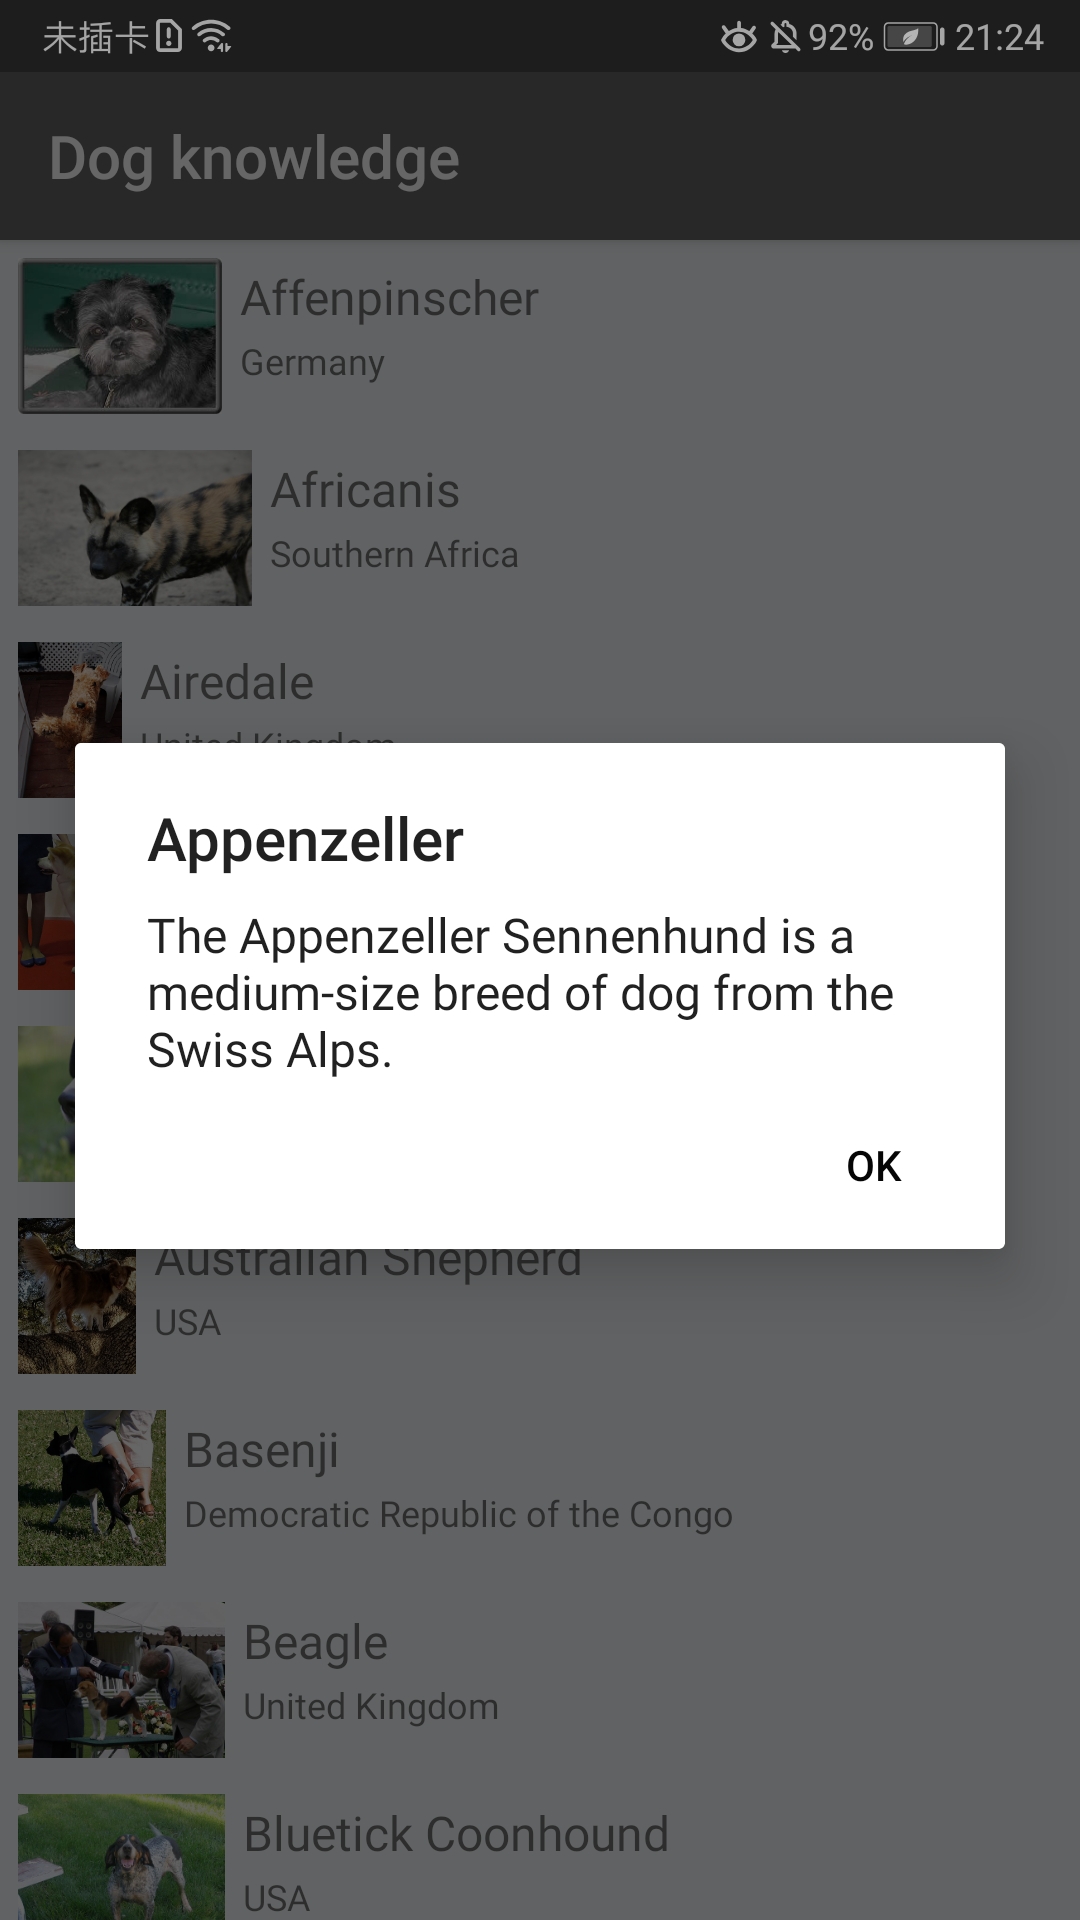 未插卡 92% 21:24
Dog knowledge
Affenpinscher
Germany
Africanis
Southern Africa
Airedale
United Kingdom
Appenzeller
The Appenzeller Sennenhund is a
medium-size breed of dog from the
Swiss Alps.
OK
Australian Shepherd
USA
Basenji
Democratic Republic of the Congo
Beagle
United Kingdom
Bluetick Coonhound
USA